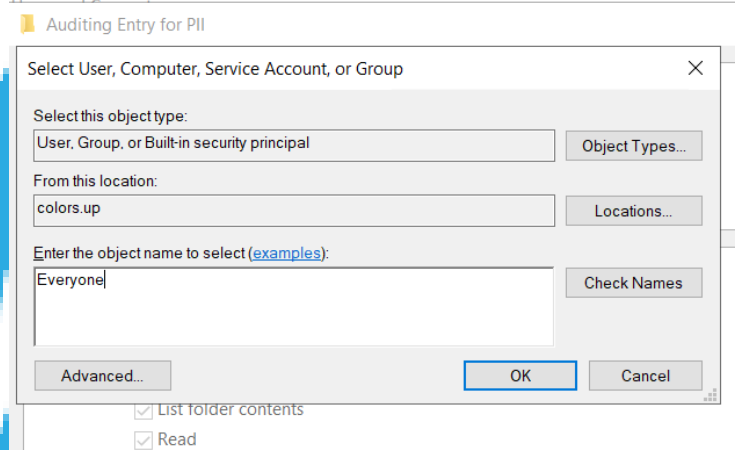 Auditing Entry for PII
Select User, Computer, Service Account, or Group
Select this object type:
User, Group, or Built-in security principal
Object Types...
From this location:
colors.up
Locations...
Enter the object name to select (examples):
Everyone
Check Names
Advanced...
OK
Cancel
List folder contents
Read